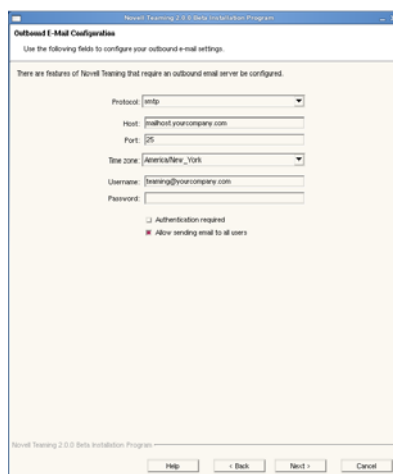 Novell Teaming 2.0.0 Beta Installation Program
Outbound E-Mail Configuration
Use the following fields to configure your outbound e-mail settings.
There are features of Novell Teaming that require an outbound email server be configured.
Protocol: smtp
Host: mailhost.yourcompany.com
Port: 25
Time zone: America/New_York
Username: teaming@yourcompany.com
Password:
Authentication required
Allow sending email to all users
Novell Teaming 2.0.0 Beta Installation Program
Help < Back Next > Cancel